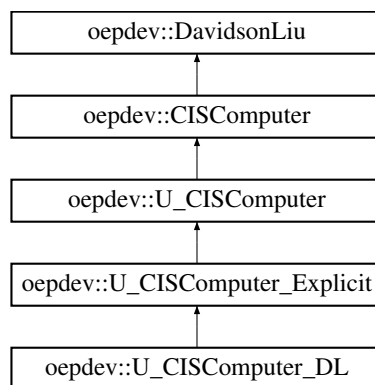 oepdev::DavidsonLiu
oepdev::CISComputer
oepdev::U_CISComputer
oepdev::U_CISComputer_Explicit
oepdev::U_CISComputer_DL